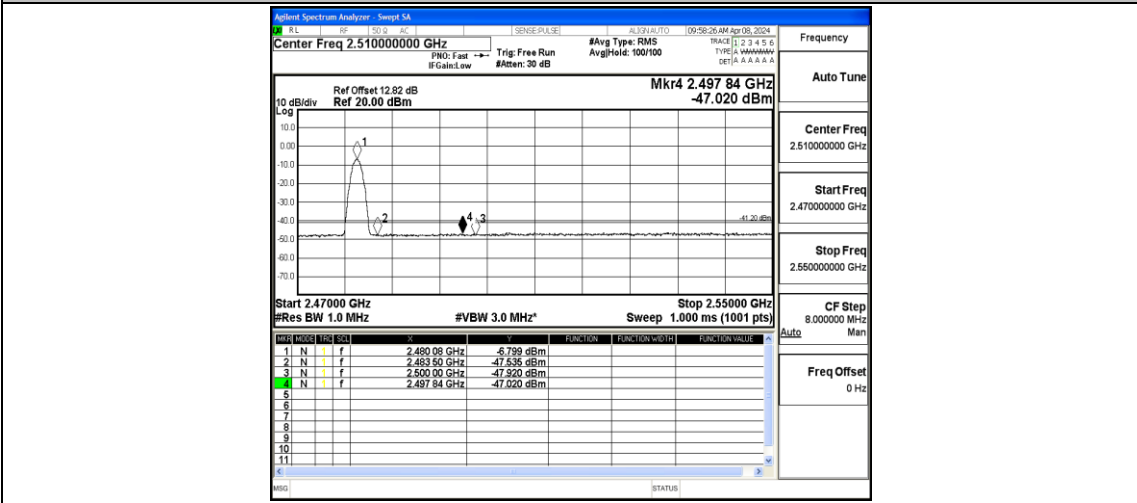 Agilent Spectrum Analyzer - Swept SA
RL RF 50 Ω AC SENSE:PULSE ALIGN AUTO 09:58:26 AM Apr 08, 2024
Center Freq 2.510000000 GHz
PNO: Fast
IFGain:Low
Trig: Free Run
#Atten: 30 dB
#Avg Type: RMS
Avg|Hold: 100/100
TRACE 1 2 3 4 5 6
TYPE A WWWWW
DET A A A A A A
Frequency
Auto Tune
Center Freq
2.510000000 GHz
Start Freq
2.470000000 GHz
Stop Freq
2.550000000 GHz
CF Step
8.000000 MHz
Auto Man
Freq Offset
0 Hz
Mkr4 2.497 84 GHz
-47.020 dBm
Ref Offset 12.82 dB
10 dB/div Ref 20.00 dBm
Log
10.0
0.00
-10.0
-20.0
-30.0
-40.0
-50.0
-60.0
-70.0
1
2
4
3
-41.20 dBm
Start 2.47000 GHz Stop 2.55000 GHz
#Res BW 1.0 MHz #VBW 3.0 MHz* Sweep 1.000 ms (1001 pts)
MKR MODE TRC SCL X Y FUNCTION FUNCTION WIDTH FUNCTION VALUE
1 N 1 f 2.480 08 GHz -6.799 dBm
2 N 1 f 2.483 50 GHz -47.535 dBm
3 N 1 f 2.500 00 GHz -47.920 dBm
4 N 1 f 2.497 84 GHz -47.020 dBm
5
6
7
8
9
10
11
MSG STATUS